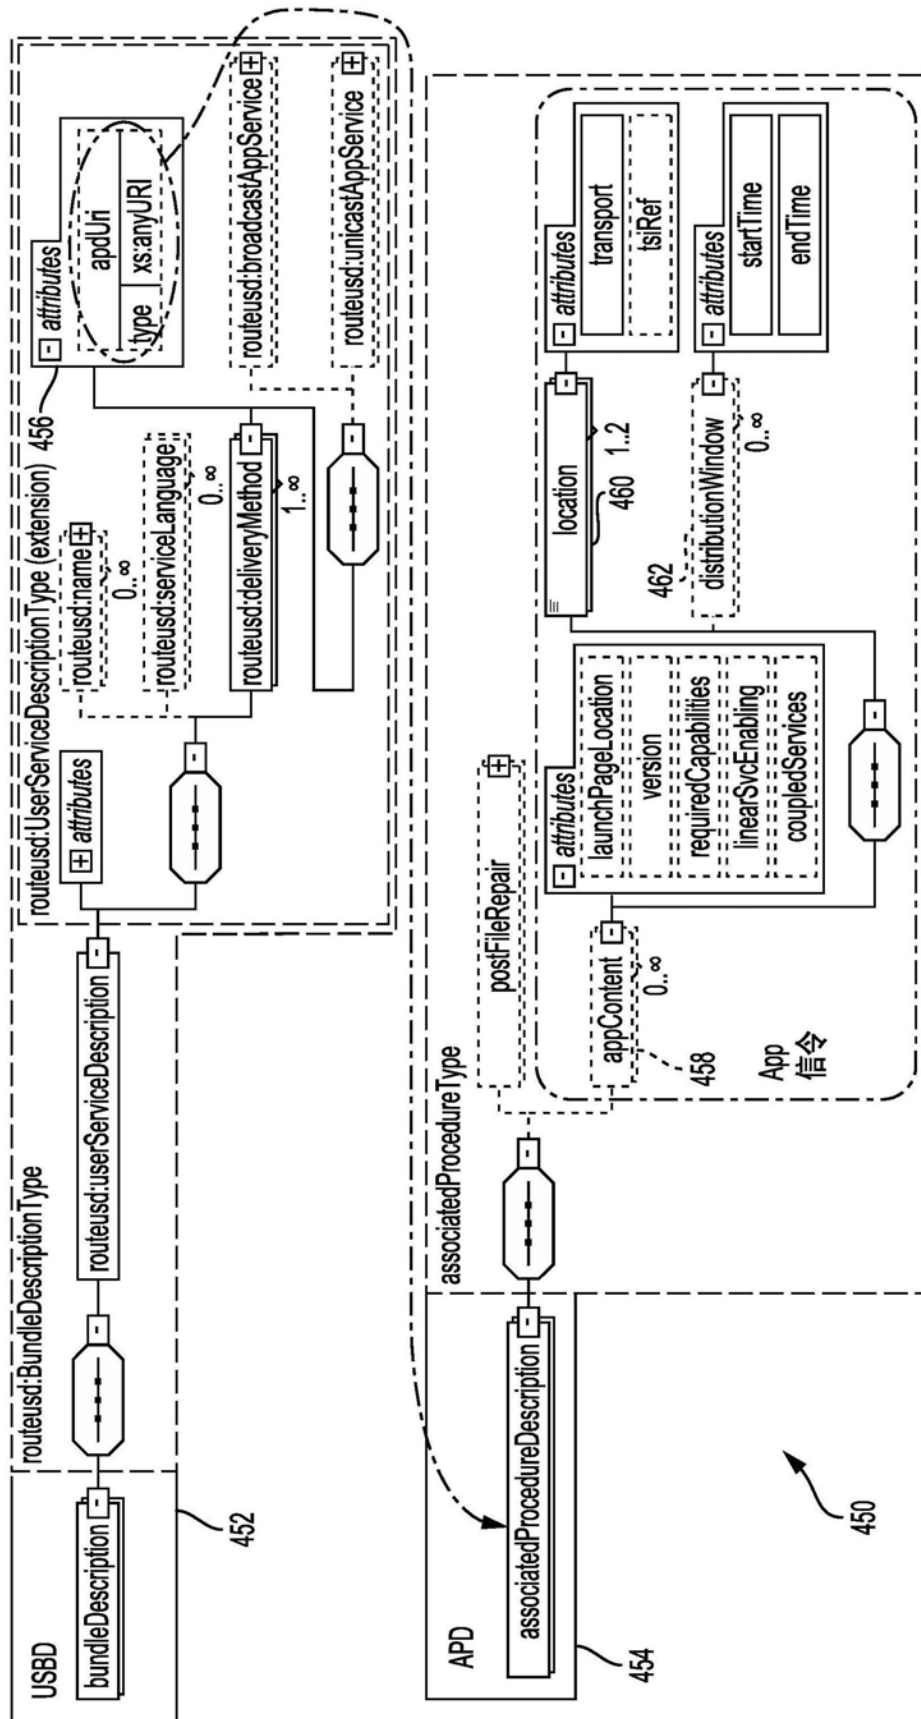 USBD
bundleDescription
452
routeusd:BundleDescriptionType
routeusd:userServiceDescription
routeusd:UserServiceDescriptionType (extension)
attributes
routeusd:name
0..∞
routeusd:serviceLanguage
0..∞
routeusd:deliveryMethod
1..∞
456
attributes
apdUri
type
xs:anyURI
routeusd:broadcastAppService
routeusd:unicastAppService
APD
associatedProcedureDescription
454
associatedProcedureType
postFileRepair
appContent
0..∞
458
App
信令
attributes
launchPageLocation
version
requiredCapabilities
linearSvcEnabling
coupledServices
location
1..2
460
attributes
transport
tsiRef
462
distributionWindow
0..∞
attributes
startTime
endTime
450